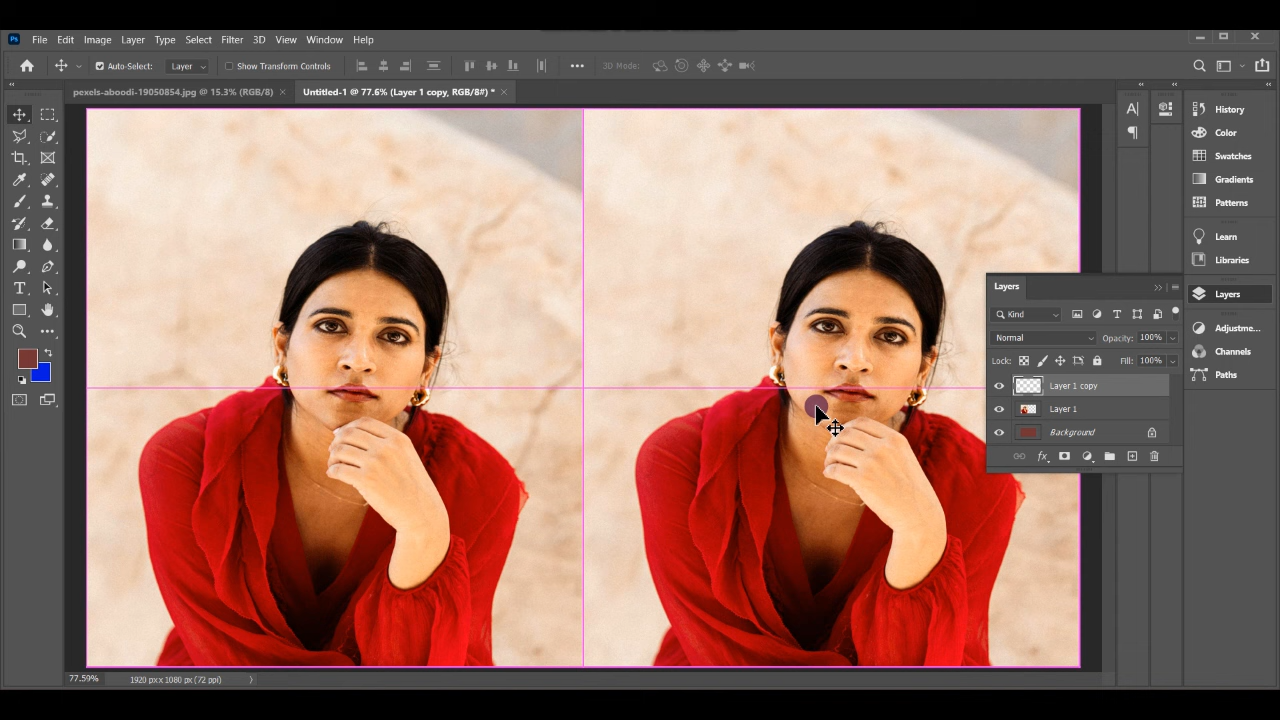 Ps File Edit Image Layer Type Select Filter 3D View Window Help
Auto-Select: Layer Show Transform Controls 3D Mode:
pexels-aboodi-19050854.jpg @ 15.3% (RGB/8) × Untitled-1 @ 77.6% (Layer 1 copy, RGB/8#) * ×
History
Color
Swatches
Gradients
Patterns
Learn
Libraries
Layers
Adjustme...
Channels
Paths
Layers
Kind
Normal Opacity: 100%
Lock: Fill: 100%
Layer 1 copy
Layer 1
Background
77.59% 1920 px x 1080 px (72 ppi)